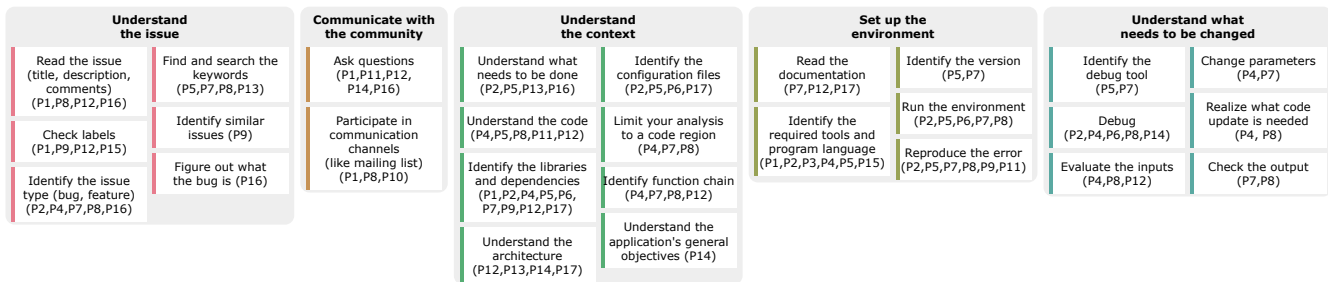 Understand
the issue
Read the issue
(title, description,
comments)
(P1,P8,P12,P16)
Check labels
(P1,P9,P12,P15)
Identify the issue
type (bug, feature)
(P2,P4,P7,P8,P16)
Find and search the
keywords
(P5,P7,P8,P13)
Identify similar
issues (P9)
Figure out what
the bug is (P16)
Communicate with
the community
Ask questions
(P1,P11,P12,
P14,P16)
Participate in
communication
channels
(like mailing list)
(P1,P8,P10)
Understand
the context
Understand what
needs to be done
(P2,P5,P13,P16)
Understand the code
(P4,P5,P8,P11,P12)
Identify the libraries
and dependencies
(P1,P2,P4,P5,P6,
P7,P9,P12,P17)
Understand the
architecture
(P12,P13,P14,P17)
Identify the
configuration files
(P2,P5,P6,P17)
Limit your analysis
to a code region
(P4,P7,P8)
Identify function chain
(P4,P7,P8,P12)
Understand the
application's general
objectives (P14)
Set up the
environment
Read the
documentation
(P7,P12,P17)
Identify the
required tools and
program language
(P1,P2,P3,P4,P5,P15)
Identify the version
(P5,P7)
Run the environment
(P2,P5,P6,P7,P8)
Reproduce the error
(P2,P5,P7,P8,P9,P11)
Understand what
needs to be changed
Identify the
debug tool
(P5,P7)
Debug
(P2,P4,P6,P8,P14)
Evaluate the inputs
(P4,P8,P12)
Change parameters
(P4,P7)
Realize what code
update is needed
(P4, P8)
Check the output
(P7,P8)